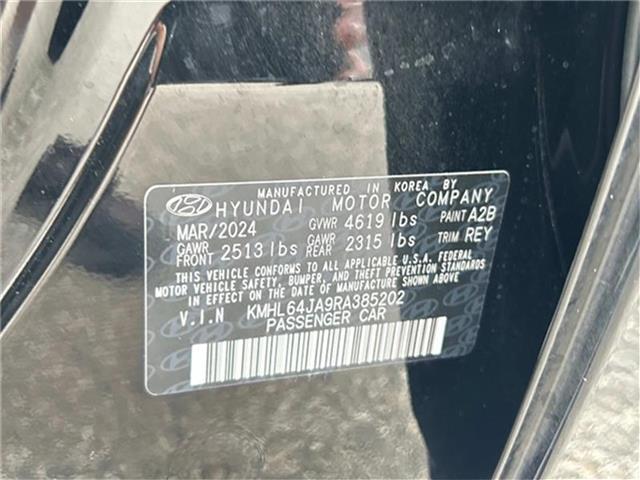 MANUFACTURED IN KOREA BY
HYUNDAI MOTOR COMPANY
MAR/2024 GVWR 4619 lbs PAINT A2B
GAWR FRONT 2513 lbs GAWR REAR 2315 lbs TRIM REY
THIS VEHICLE CONFORMS TO ALL APPLICABLE U.S.A. FEDERAL
MOTOR VEHICLE SAFETY, BUMPER, AND THEFT PREVENTION STANDARDS
IN EFFECT ON THE DATE OF MANUFACTURE SHOWN ABOVE
V.I.N KMHL64JA9RA385202
PASSENGER CAR